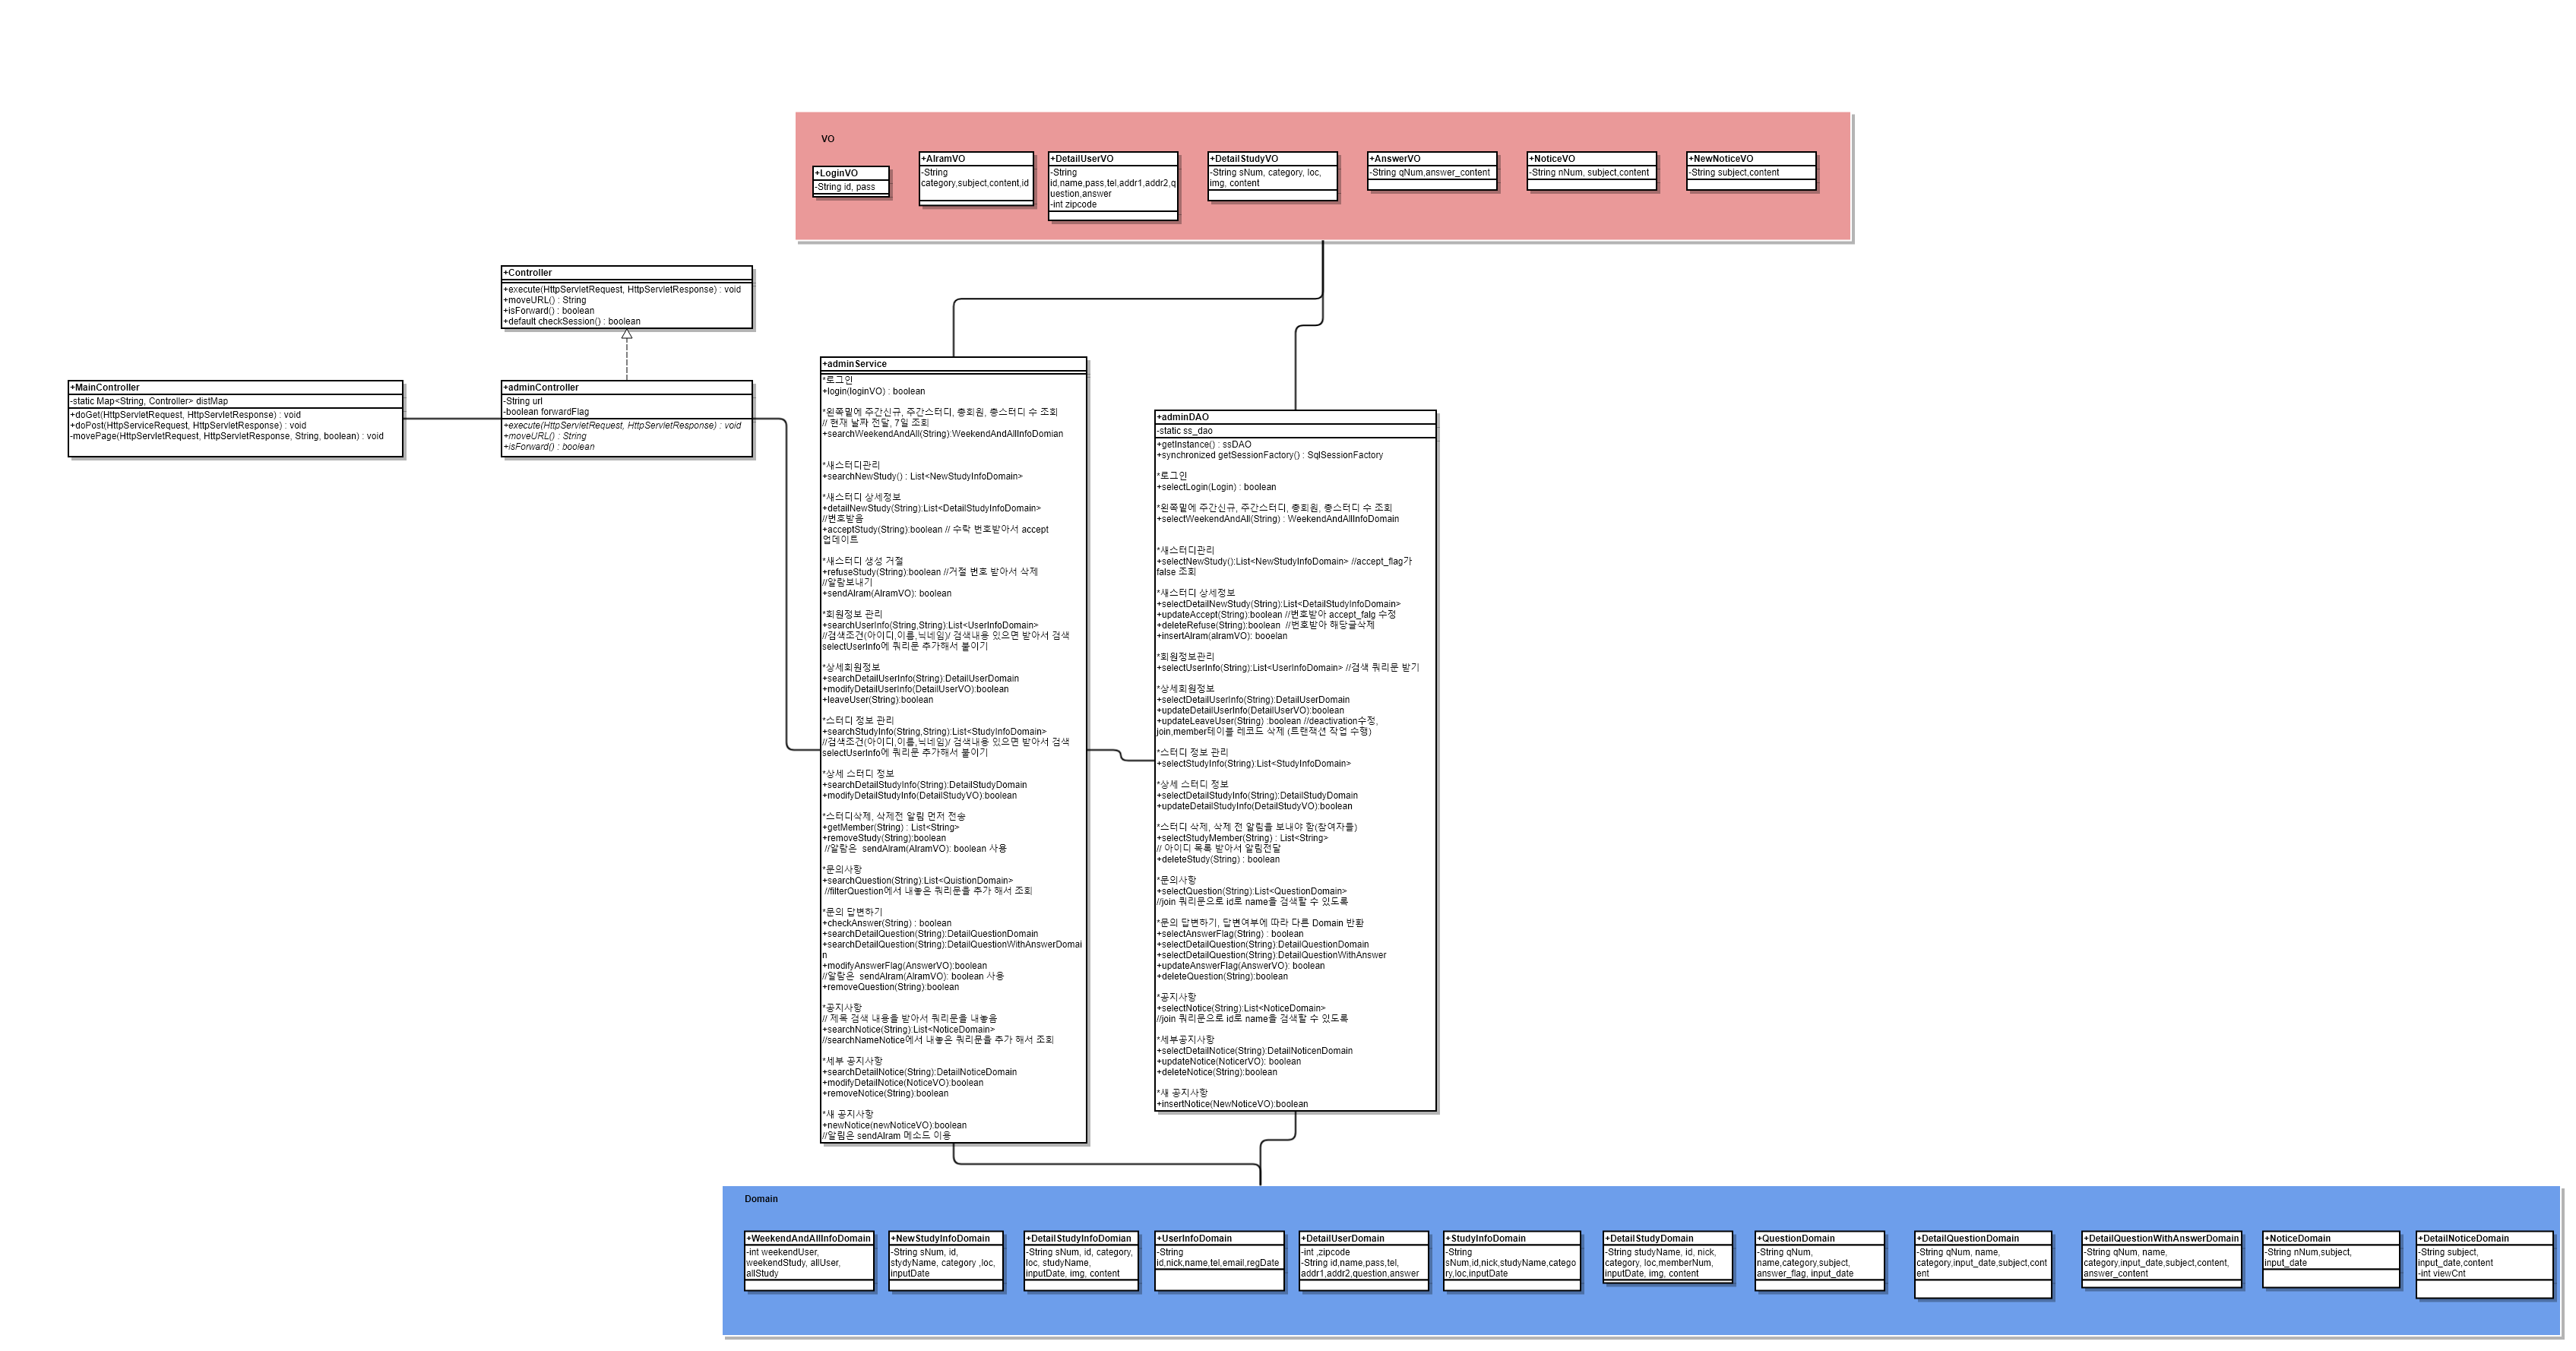 VO
+LoginVO
-String id, pass
+AlramVO
-String
category,subject,content,id
+DetailUserVO
-String
id,name,pass,tel,addr1,addr2,q
uestion,answer
-int zipcode
+DetailStudyVO
-String sNum, category, loc,
img, content
+AnswerVO
-String qNum,answer_content
+NoticeVO
-String nNum, subject,content
+NewNoticeVO
-String subject,content
+Controller
+execute(HttpServletRequest, HttpServletResponse) : void
+moveURL() : String
+isForward() : boolean
+default checkSession() : boolean
+MainController
-static Map<String, Controller> distMap
+doGet(HttpServletRequest, HttpServletResponse) : void
+doPost(HttpServiceRequest, HttpServletResponse) : void
-movePage(HttpServletRequest, HttpServletResponse, String, boolean) : void
+adminController
-String url
-boolean forwardFlag
+execute(HttpServletRequest, HttpServletResponse) : void
+moveURL() : String
+isForward() : boolean
+adminService
*로그인
+login(loginVO) : boolean
*왼쪽밑에 주간신규, 주간스터디, 총회원, 총스터디 수 조회
// 현재 날짜 전달, 7일 조회
+searchWeekendAndAll(String):WeekendAndAllInfoDomian
*새스터디관리
+searchNewStudy() : List<NewStudyInfoDomain>
*새스터디 상세정보
+detailNewStudy(String):List<DetailStudyInfoDomain>
//번호받음
+acceptStudy(String):boolean // 수락 번호받아서 accept
업데이트
*새스터디 생성 거절
+refuseStudy(String):boolean //거절 번호 받아서 삭제
//알람보내기
+sendAlram(AlramVO): boolean
*회원정보 관리
+searchUserInfo(String,String):List<UserInfoDomain>
//검색조건(아이디,이름,닉네임)/ 검색내용 있으면 받아서 검색
selectUserInfo에 쿼리문 추가해서 붙이기
*상세회원정보
+searchDetailUserInfo(String):DetailUserDomain
+modifyDetailUserInfo(DetailUserVO):boolean
+leaveUser(String):boolean
*스터디 정보 관리
+searchStudyInfo(String,String):List<StudyInfoDomain>
//검색조건(아이디,이름,닉네임)/ 검색내용 있으면 받아서 검색
selectUserInfo에 쿼리문 추가해서 붙이기
*상세 스터디 정보
+searchDetailStudyInfo(String):DetailStudyDomain
+modifyDetailStudyInfo(DetailStudyVO):boolean
*스터디삭제, 삭제전 알림 먼저 전송
+getMember(String) : List<String>
+removeStudy(String):boolean
//알람은  sendAlram(AlramVO): boolean 사용
*문의사항
+searchQuestion(String):List<QuistionDomain>
//filterQuestion에서 내놓은 쿼리문을 추가 해서 조회
*문의 답변하기
+checkAnswer(String) : boolean
+searchDetailQuestion(String):DetailQuestionDomain
+searchDetailQuestion(String):DetailQuestionWithAnswerDomai
n
+modifyAnswerFlag(AnswerVO):boolean
//알람은  sendAlram(AlramVO): boolean 사용
+removeQuestion(String):boolean
*공지사항
// 제목 검색 내용을 받아서 쿼리문을 내놓음
+searchNotice(String):List<NoticeDomain>
//searchNameNotice에서 내놓은 쿼리문을 추가 해서 조회
*세부 공지사항
+searchDetailNotice(String):DetailNoticeDomain
+modifyDetailNotice(NoticeVO):boolean
+removeNotice(String):boolean
*새 공지사항
+newNotice(newNoticeVO):boolean
//알림은 sendAlram 메소드 이용
+adminDAO
-static ss_dao
+getInstance() : ssDAO
+synchronized getSessionFactory() : SqlSessionFactory
*로그인
+selectLogin(Login) : boolean
*왼쪽밑에 주간신규, 주간스터디, 총회원, 총스터디 수 조회
+selectWeekendAndAll(String) : WeekendAndAllInfoDomain
*새스터디관리
+selectNewStudy():List<NewStudyInfoDomain> //accept_flag가
false 조회
*새스터디 상세정보
+selectDetailNewStudy(String):List<DetailStudyInfoDomain>
+updateAccept(String):boolean //번호받아 accept_falg 수정
+deleteRefuse(String):boolean  //번호받아 해당글삭제
+insertAlram(alramVO): booelan
*회원정보관리
+selectUserInfo(String):List<UserInfoDomain> //검색 쿼리문 받기
*상세회원정보
+selectDetailUserInfo(String):DetailUserDomain
+updateDetailUserInfo(DetailUserVO):boolean
+updateLeaveUser(String) :boolean //deactivation수정,
join,member테이블 레코드 삭제 (트랜잭션 작업 수행)
*스터디 정보 관리
+selectStudyInfo(String):List<StudyInfoDomain>
*상세 스터디 정보
+selectDetailStudyInfo(String):DetailStudyDomain
+updateDetailStudyInfo(DetailStudyVO):boolean
*스터디 삭제, 삭제 전 알림을 보내야 함(참여자들)
+selectStudyMember(String) : List<String>
// 아이디 목록 받아서 알림전달
+deleteStudy(String) : boolean
*문의사항
+selectQuestion(String):List<QustionDomain>
//join 쿼리문으로 id로 name을 검색할 수 있도록
*문의 답변하기, 답변여부에 따라 다른 Domain 반환
+selectAnswerFlag(String) : boolean
+selectDetailQuestion(String):DetailQuestionDomain
+selectDetailQuestion(String):DetailQuestionWithAnswer
+updateAnswerFlag(AnswerVO): boolean
+deleteQuestion(String):boolean
*공지사항
+selectNotice(String):List<NoticeDomain>
//join 쿼리문으로 id로 name을 검색할 수 있도록
*세부공지사항
+selectDetailNotice(String):DetailNoticenDomain
+updateNotice(NoticerVO): boolean
+deleteNotice(String):boolean
*새 공지사항
+insertNotice(NewNoticeVO):boolean
Domain
+WeekendAndAllInfoDomain
-int weekendUser,
weekendStudy, allUser,
allStudy
+NewStudyInfoDomain
-String sNum, id,
stydyName, category ,loc,
inputDate
+DetailStudyInfoDomian
-String sNum, id, category,
loc, studyName,
inputDate, img, content
+UserInfoDomain
-String
id,nick,name,tel,email,regDate
+DetailUserDomain
-int ,zipcode
-String id,name,pass,tel,
addr1,addr2,question,answer
+StudyInfoDomain
-String
sNum,id,nick,studyName,catego
ry,loc,inputDate
+DetailStudyDomain
-String studyName, id, nick,
category, loc,memberNum,
inputDate, img, content
+QuestionDomain
-String qNum,
name,category,subject,
answer_flag, input_date
+DetailQuestionDomain
-String qNum, name,
category,input_date,subject,cont
ent
+DetailQuestionWithAnswerDomain
-String qNum, name,
category,input_date,subject,content,
answer_content
+NoticeDomain
-String nNum,subject,
input_date
+DetailNoticeDomain
-String subject,
input_date,content
-int viewCnt